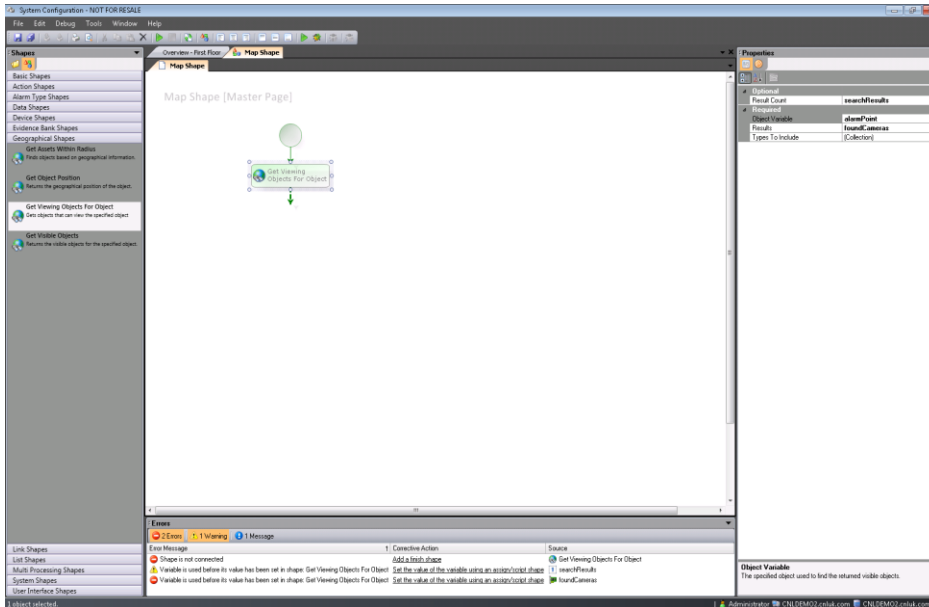 System Configuration - NOT FOR RESALE
File Edit Debug Tools Window Help
Shapes
Basic Shapes
Action Shapes
Alarm Type Shapes
Data Shapes
Device Shapes
Evidence Bank Shapes
Geographical Shapes
Get Assets Within Radius
Finds objects based on geographical information.
Get Object Position
Returns the geographical position of the object.
Get Viewing Objects For Object
Gets objects that can view the specified object
Get Visible Objects
Returns the visible objects for the specified object.
Link Shapes
List Shapes
Multi Processing Shapes
System Shapes
User Interface Shapes
Overview - First Floor
Map Shape
Map Shape
Map Shape [Master Page]
Get Viewing
Objects For Object
Errors
2 Errors 1 Warning 1 Message
Error Message ! Corrective Action Source
Shape is not connected Add a finish shape Get Viewing Objects For Object
Variable is used before its value has been set in shape: Get Viewing Objects For Object Set the value of the variable using an assign/script shape searchResults
Variable is used before its value has been set in shape: Get Viewing Objects For Object Set the value of the variable using an assign/script shape foundCameras
Properties
Optional
Result Count searchResults
Required
Object Variable alarmPoint
Results foundCameras
Types To Include (Collection)
Object Variable
The specified object used to find the returned visible objects.
1 object selected.
Administrator CNLDEMO2.cnluk.com CNLDEMO2.cnluk.com